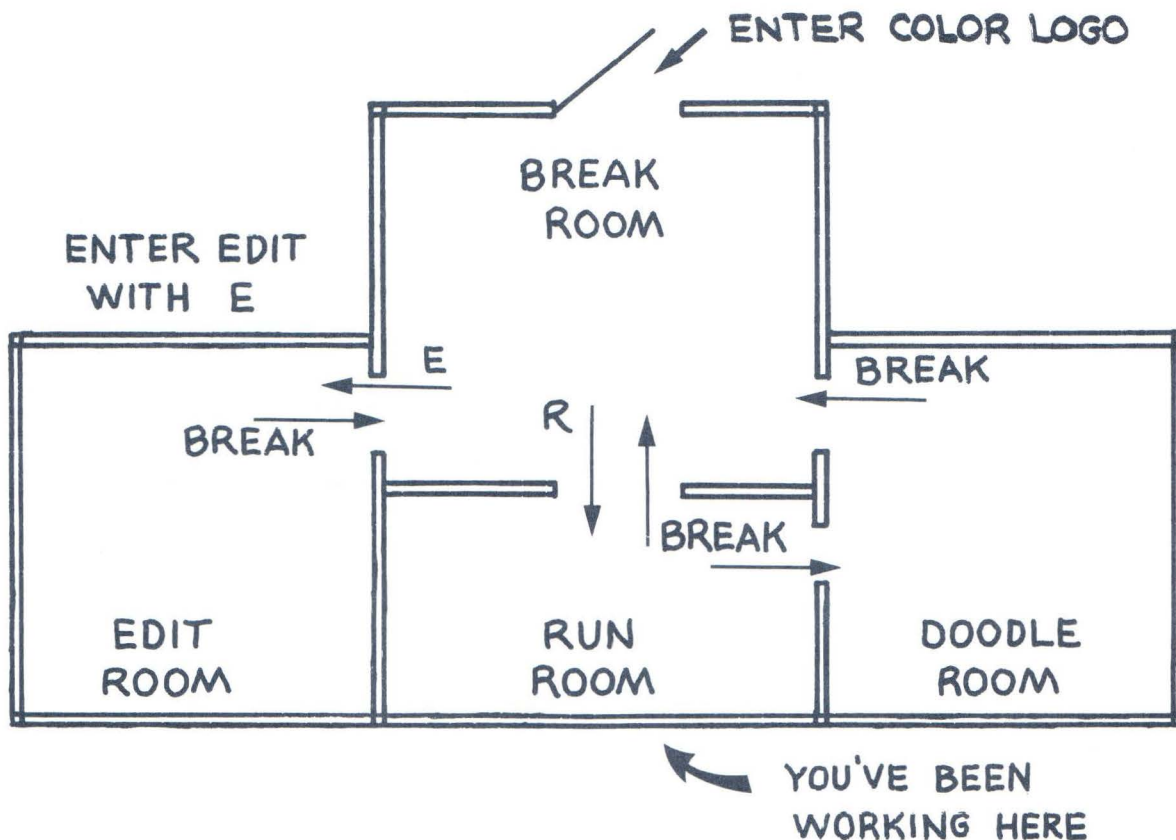 ENTER COLOR LOGO
BREAK
ROOM
ENTER EDIT
WITH E
E
BREAK
R
BREAK
BREAK
EDIT
ROOM
RUN
ROOM
DOODLE
ROOM
YOU'VE BEEN
WORKING HERE